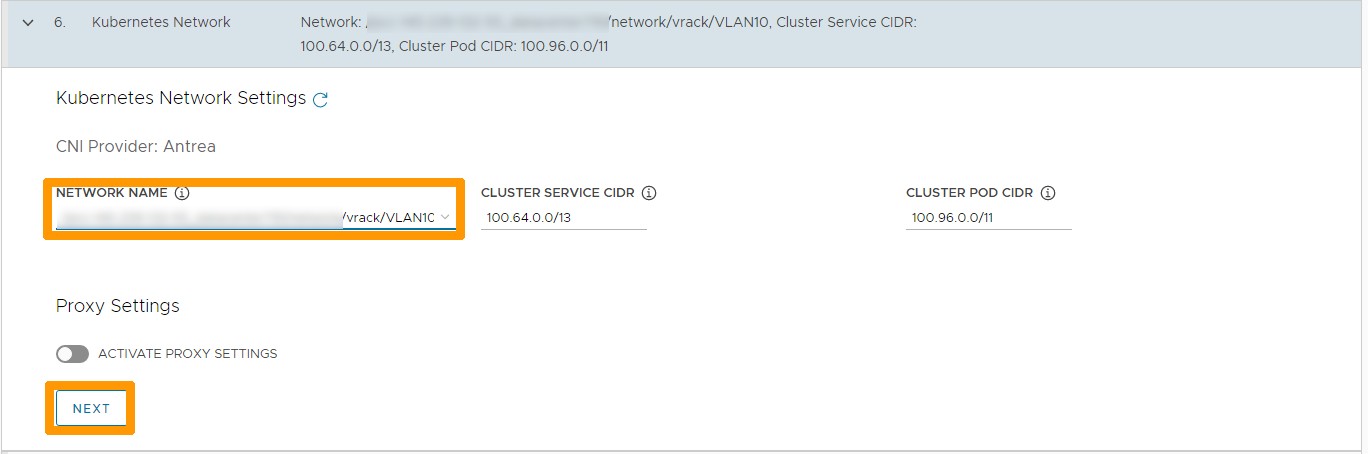 6. Kubernetes Network Network: /network/vrack/VLAN10, Cluster Service CIDR:
100.64.0.0/13, Cluster Pod CIDR: 100.96.0.0/11
Kubernetes Network Settings
CNI Provider: Antrea
NETWORK NAME CLUSTER SERVICE CIDR CLUSTER POD CIDR
/vrack/VLAN10 100.64.0.0/13 100.96.0.0/11
Proxy Settings
ACTIVATE PROXY SETTINGS
NEXT